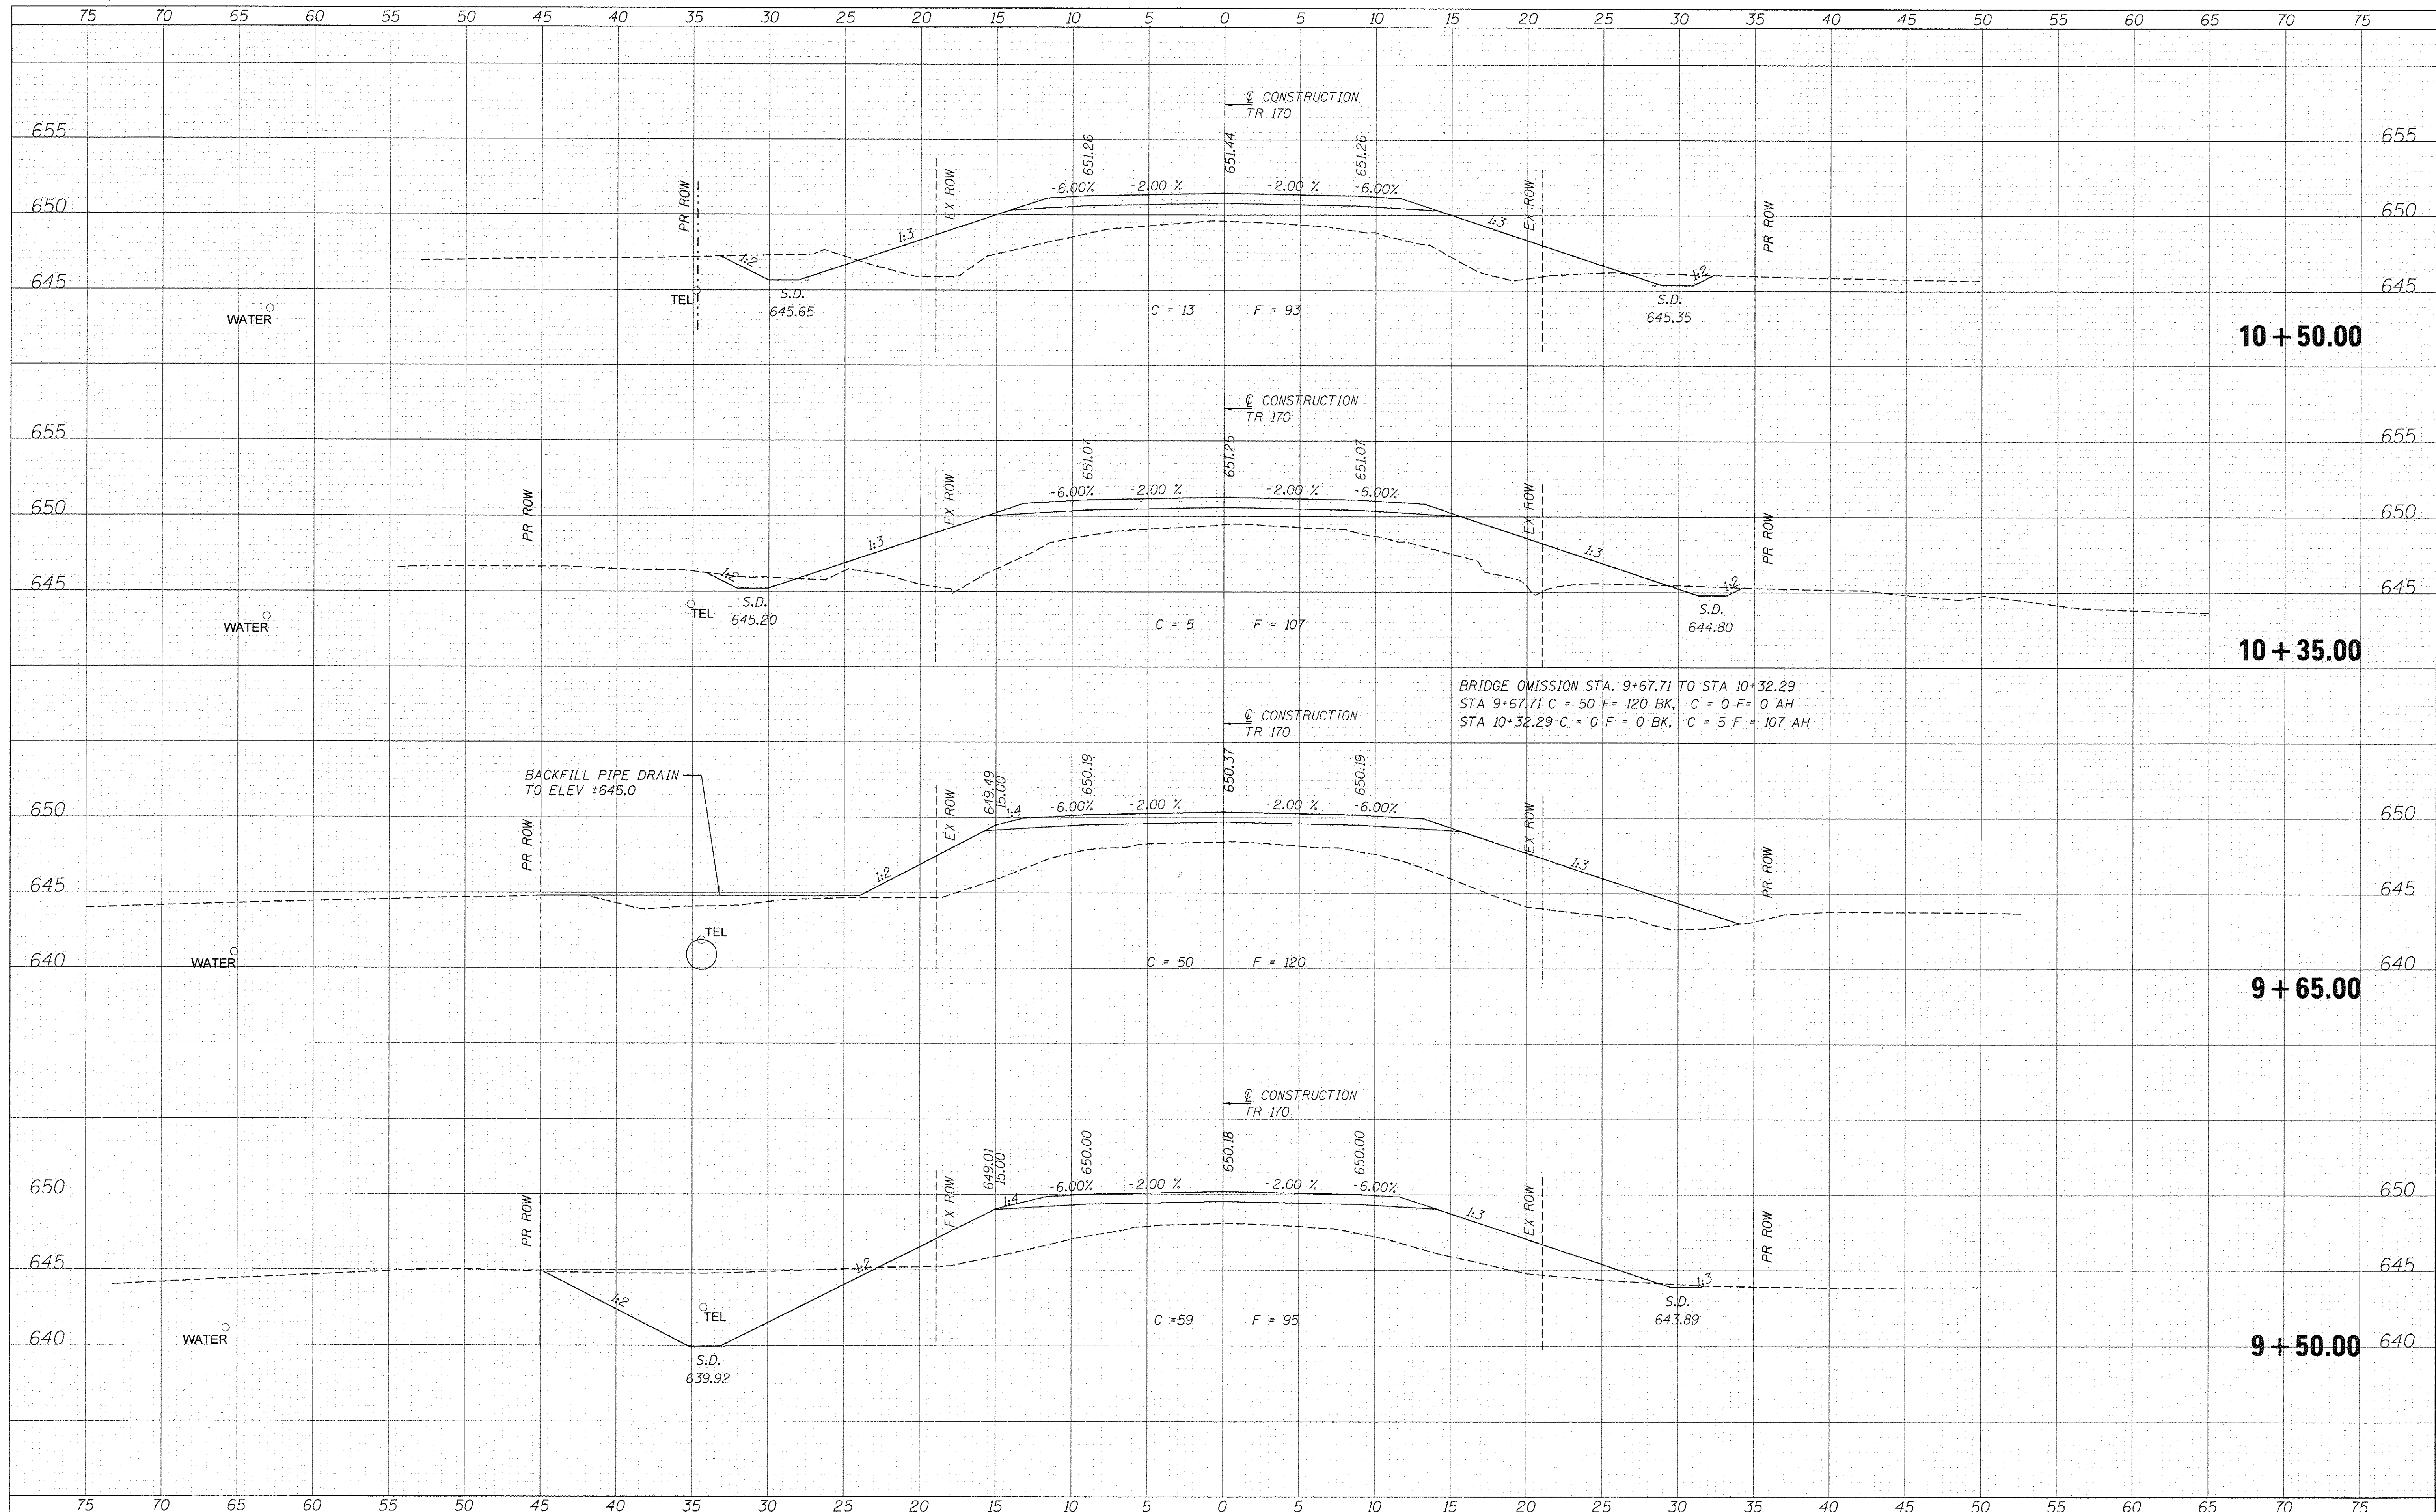 75 70 65 60 55 50 45 40 35 30 25 20 15 10 5 0 5 10 15 20 25 30 35 40 45 50 55 60 65 70 75
℄ CONSTRUCTION
TR 170
655 655
651.26 651.44 651.26
PR ROW EX ROW EX ROW PR ROW
-6.00% -2.00 % -2.00 % -6.00%
650 650
1:3 1:3
1:2 1:2
645 645
TEL S.D. S.D.
WATER 645.65 C = 13 F = 93 645.35
10+50.00
℄ CONSTRUCTION
TR 170
655 655
651.07 651.25 651.07
PR ROW EX ROW EX ROW PR ROW
-6.00% -2.00 % -2.00 % -6.00%
650 650
1:3 1:3
1:2 1:2
645 645
TEL S.D. S.D.
WATER 645.20 C = 5 F = 107 644.80
10+35.00
BRIDGE OMISSION STA. 9+67.71 TO STA 10+32.29
STA 9+67.71 C = 50 F= 120 BK, C = 0 F= 0 AH
STA 10+32.29 C = 0 F = 0 BK, C = 5 F = 107 AH
℄ CONSTRUCTION
TR 170
BACKFILL PIPE DRAIN
TO ELEV ±645.0
649.49 15.00 650.19 650.37 650.19
PR ROW EX ROW EX ROW PR ROW
1:4 -6.00% -2.00 % -2.00 % -6.00%
650 650
1:2 1:3
645 645
TEL
WATER C = 50 F = 120
640 640
9+65.00
℄ CONSTRUCTION
TR 170
649.01 15.00 650.00 650.18 650.00
PR ROW EX ROW EX ROW PR ROW
1:4 -6.00% -2.00 % -2.00 % -6.00%
650 650
1:3
645 645
1:2 1:2 1:3
TEL S.D.
C =59 F = 95 643.89
WATER
640 640
9+50.00
S.D.
639.92
75 70 65 60 55 50 45 40 35 30 25 20 15 10 5 0 5 10 15 20 25 30 35 40 45 50 55 60 65 70 75